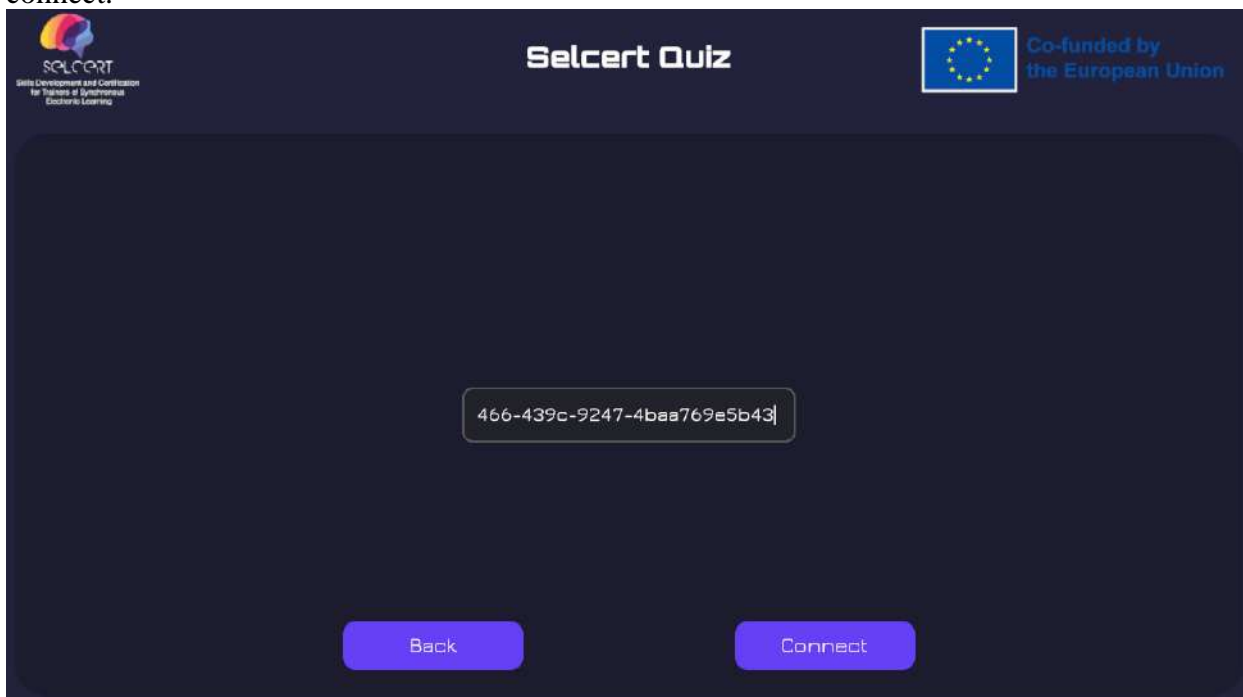 connect.
Selcert Quiz
Co-funded by
the European Union
SELCERT
Skills Development and Certification
for Trainers of Synchronous
Electronic Learning
466-439c-9247-4baa769e5b43
Back
Connect